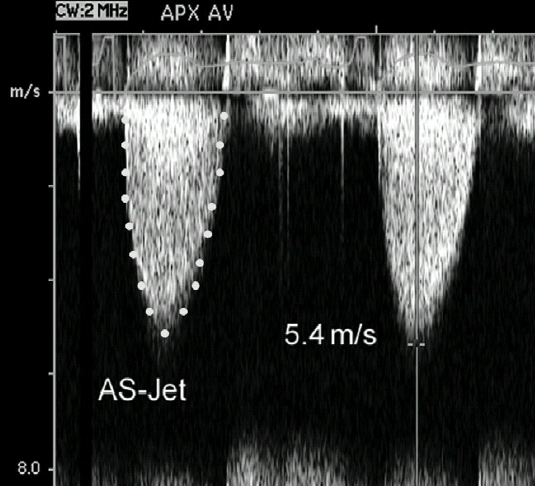 CW:2 MHz APX AV
m/s
5.4 m/s
AS-Jet
8.0